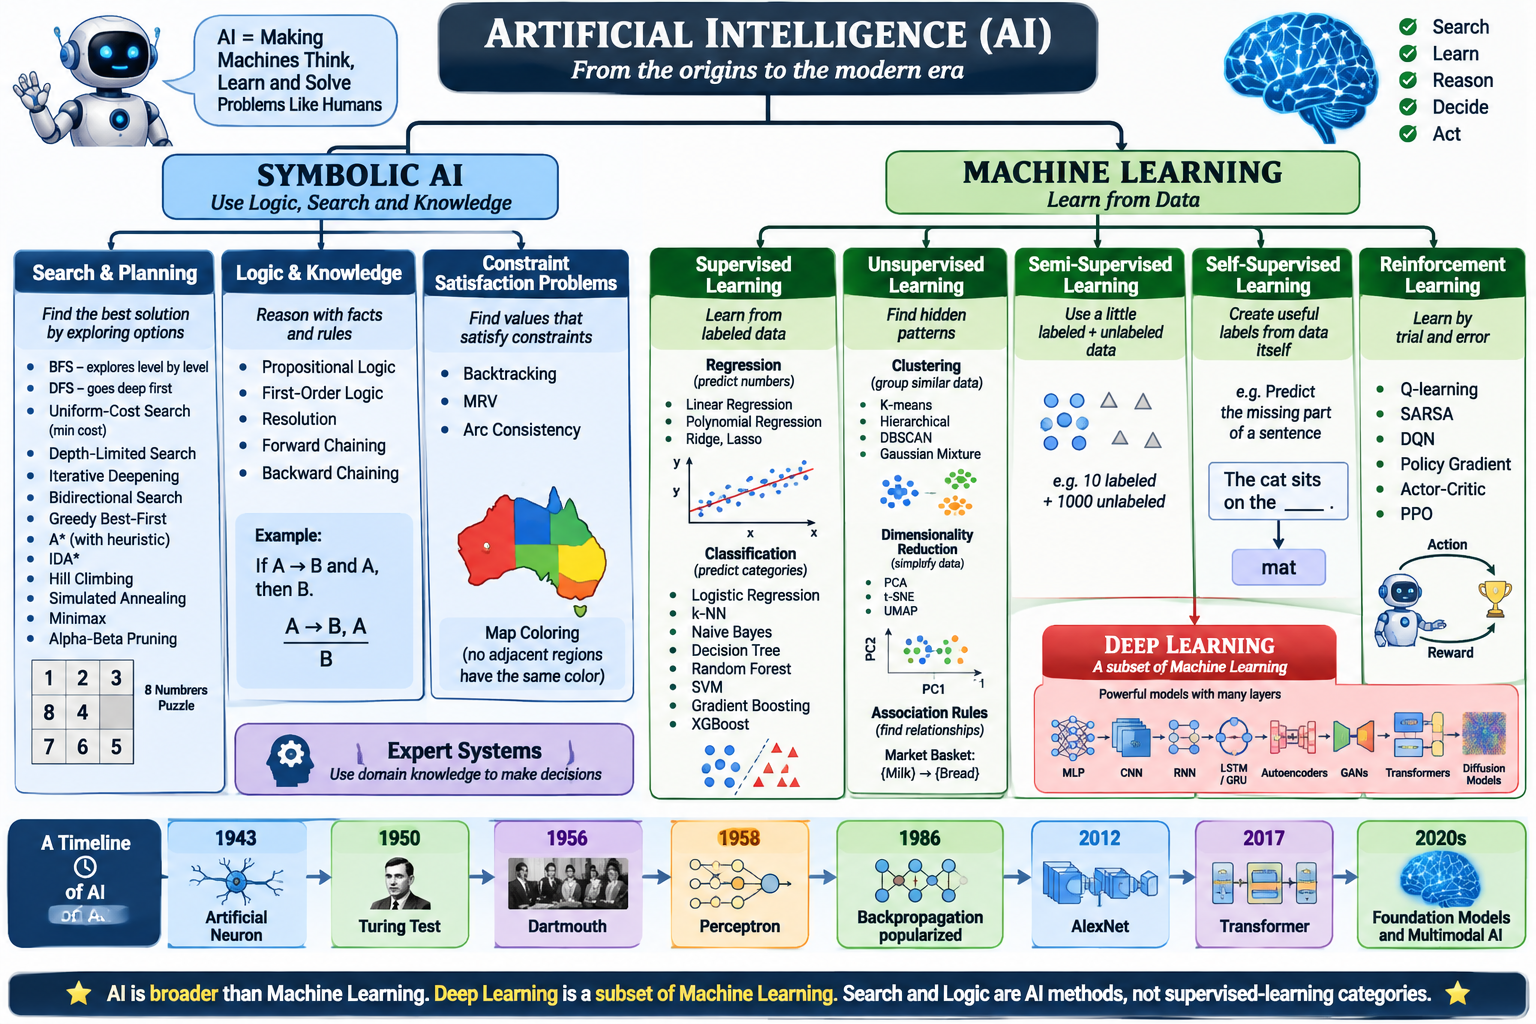 AI = Making
Machines Think,
Learn and Solve
Problems Like Humans
ARTIFICIAL INTELLIGENCE (AI)
From the origins to the modern era
Search
Learn
Reason
Decide
Act
SYMBOLIC AI
Use Logic, Search and Knowledge
MACHINE LEARNING
Learn from Data
Search & Planning
Find the best solution
by exploring options
BFS – explores level by level
DFS – goes deep first
Uniform-Cost Search
(min cost)
Depth-Limited Search
Iterative Deepening
Bidirectional Search
Greedy Best-First
A* (with heuristic)
IDA*
Hill Climbing
Simulated Annealing
Minimax
Alpha-Beta Pruning
1 2 3
8 4
7 6 5
8 Numbrers
Puzzle
Logic & Knowledge
Reason with facts
and rules
Propositional Logic
First-Order Logic
Resolution
Forward Chaining
Backward Chaining
Example:
If A → B and A,
then B.
A → B, A
B
Constraint
Satisfaction Problems
Find values that
satisfy constraints
Backtracking
MRV
Arc Consistency
Map Coloring
(no adjacent regions
have the same color)
Expert Systems
Use domain knowledge to make decisions
Supervised
Learning
Learn from
labeled data
Regression
(predict numbers)
Linear Regression
Polynomial Regression
Ridge, Lasso
y
y
x
x
Classification
(predict categories)
Logistic Regression
k-NN
Naive Bayes
Decision Tree
Random Forest
SVM
Gradient Boosting
XGBoost
Unsupervised
Learning
Find hidden
patterns
Clustering
(group similar data)
K-means
Hierarchical
DBSCAN
Gaussian Mixture
Dimensionality
Reduction
(simplify data)
PCA
t-SNE
UMAP
PC2
PC1
1
Association Rules
(find relationships)
Market Basket:
{Milk} → {Bread}
Semi-Supervised
Learning
Use a little
labeled + unlabeled
data
e.g. 10 labeled
+ 1000 unlabeled
Self-Supervised
Learning
Create useful
labels from data
itself
e.g. Predict
the missing part
of a sentence
The cat sits
on the ____ .
mat
Reinforcement
Learning
Learn by
trial and error
Q-learning
SARSA
DQN
Policy Gradient
Actor-Critic
PPO
Action
Reward
DEEP LEARNING
A subset of Machine Learning
Powerful models with many layers
MLP
CNN
RNN
LSTM
/ GRU
Autoencoders
GANs
Transformers
Diffusion
Models
A Timeline
of AI
1943
Artificial
Neuron
1950
Turing Test
1956
Dartmouth
1958
Perceptron
1986
Backpropagation
popularized
2012
AlexNet
2017
Transformer
2020s
Foundation Models
and Multimodal AI
AI is broader than Machine Learning. Deep Learning is a subset of Machine Learning. Search and Logic are AI methods, not supervised-learning categories.